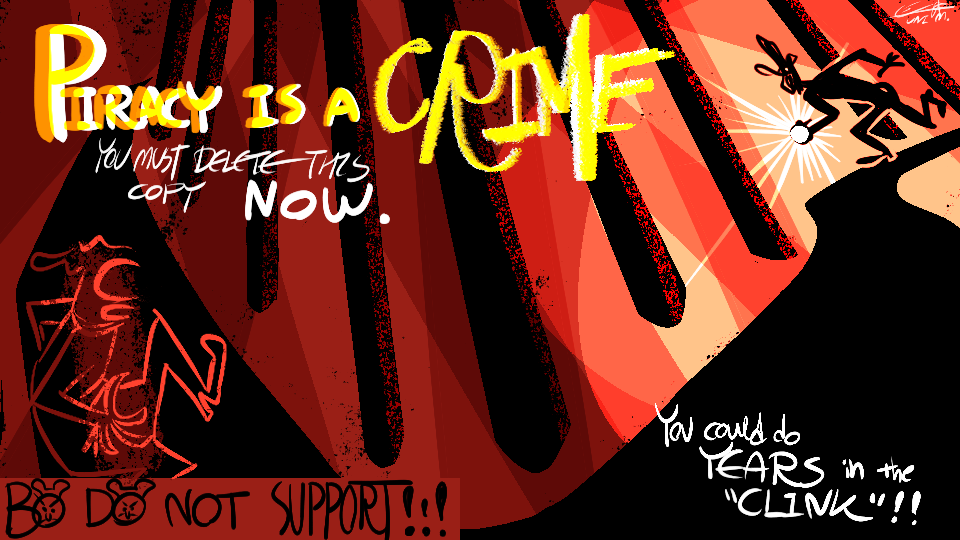 PIRACY IS A CRIME
YOU MUST DELETE THIS
COPY NOW.
You could do
YEARS in the
"CLINK"!!
BO DO NOT SUPPORT!!!